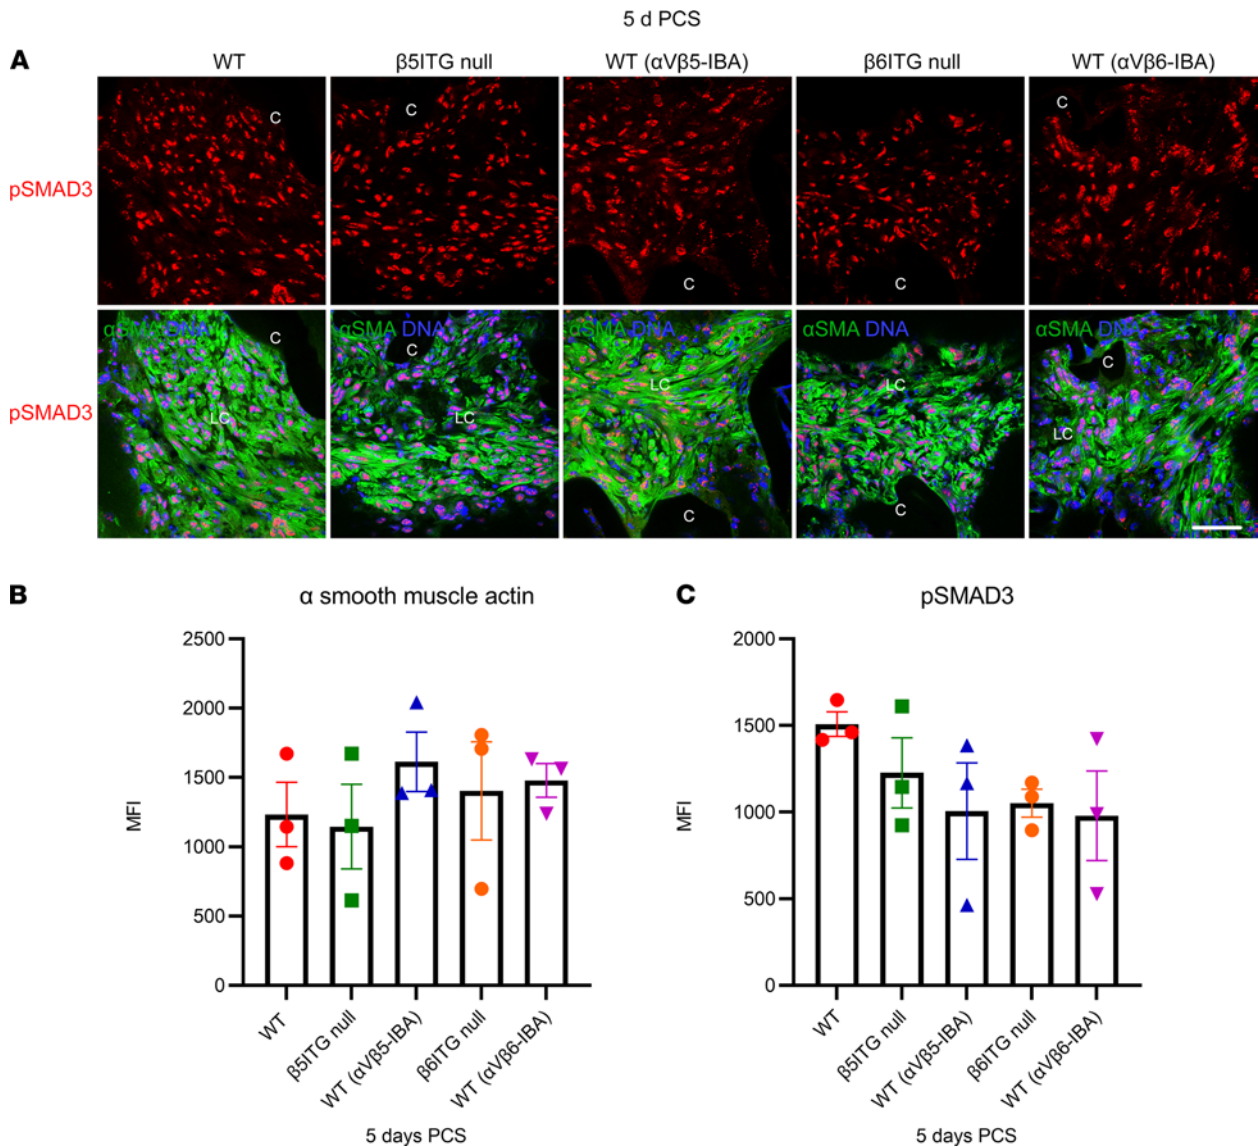 5 d PCS
A
WT β5ITG null WT (αVβ5-IBA) β6ITG null WT (αVβ6-IBA)
pSMAD3
C C C C C
pSMAD3
αSMA DNA αSMA DNA αSMA DNA αSMA DNA αSMA DNA
C C C C C
LC LC LC LC LC
B
α smooth muscle actin
MFI
2500
2000
1500
1000
500
0
WT
β5ITG null
WT (αVβ5-IBA)
β6ITG null
WT (αVβ6-IBA)
5 days PCS
C
pSMAD3
MFI
2000
1500
1000
500
0
WT
β5ITG null
WT (αVβ5-IBA)
β6ITG null
WT (αVβ6-IBA)
5 days PCS